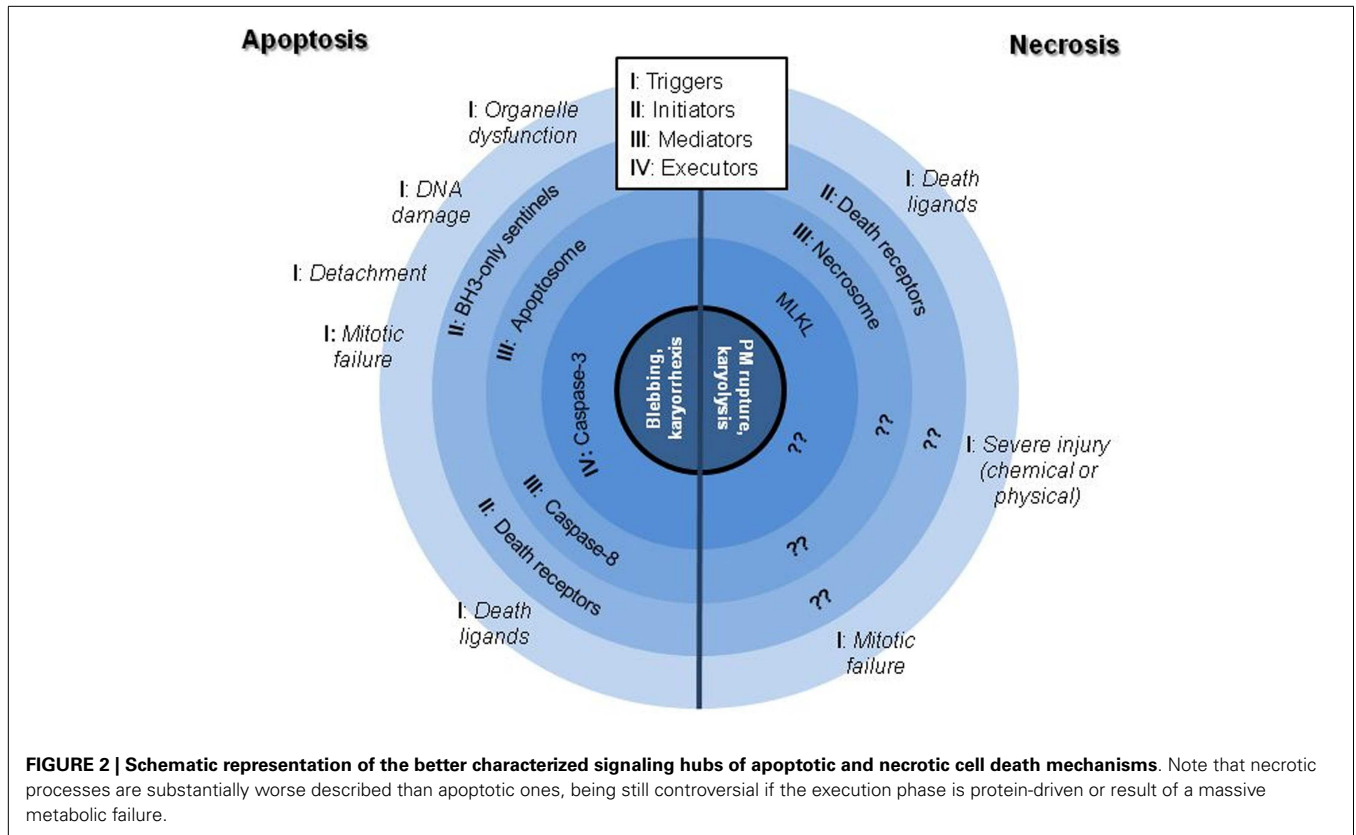 Apoptosis
Necrosis
I: Triggers
II: Initiators
III: Mediators
IV: Executors
I: Organelle
dysfunction
I: DNA
damage
I: Detachment
I: Mitotic
failure
I: Death
ligands
II: BH3-only sentinels
III: Apoptosome
IV: Caspase-3
III: Caspase-8
II: Death receptors
Blebbing,
karyorrhexis
PM rupture,
karyolysis
I: Death
ligands
II: Death receptors
III: Necrosome
MLKL
??
??
??
I: Severe injury
(chemical or
physical)
??
??
I: Mitotic
failure
FIGURE 2 | Schematic representation of the better characterized signaling hubs of apoptotic and necrotic cell death mechanisms. Note that necrotic
processes are substantially worse described than apoptotic ones, being still controversial if the execution phase is protein-driven or result of a massive
metabolic failure.